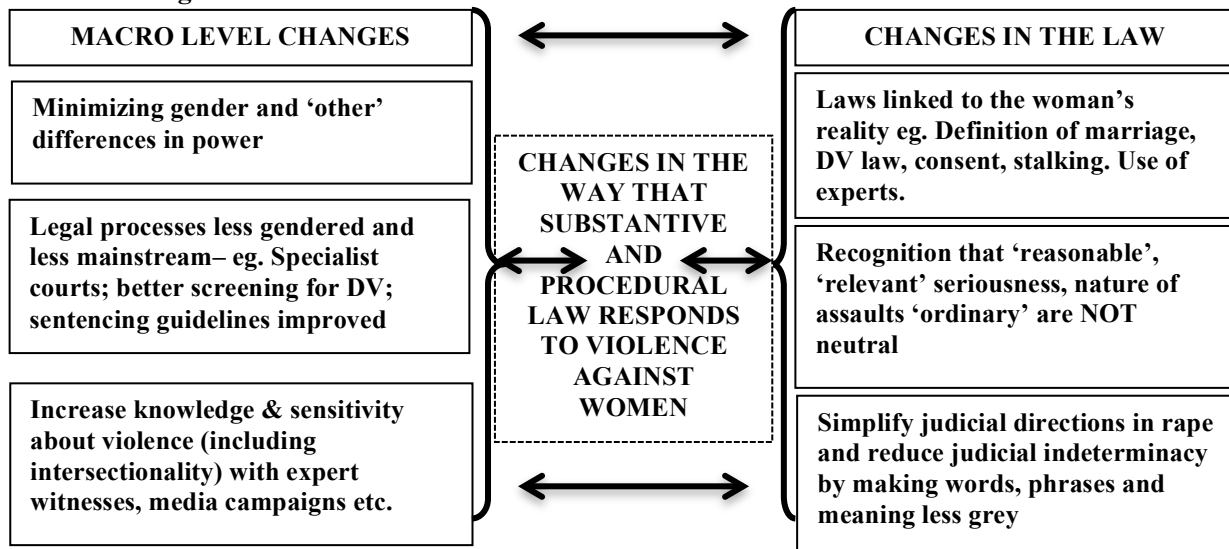 MACRO LEVEL CHANGES
Minimizing gender and ‘other’
differences in power
Legal processes less gendered and
less mainstream– eg. Specialist
courts; better screening for DV;
sentencing guidelines improved
Increase knowledge & sensitivity
about violence (including
intersectionality) with expert
witnesses, media campaigns etc.
CHANGES IN THE
WAY THAT
SUBSTANTIVE
AND
PROCEDURAL
LAW RESPONDS
TO VIOLENCE
AGAINST
WOMEN
CHANGES IN THE LAW
Laws linked to the woman’s
reality eg. Definition of marriage,
DV law, consent, stalking. Use of
experts.
Recognition that ‘reasonable’,
‘relevant’ seriousness, nature of
assaults ‘ordinary’ are NOT
neutral
Simplify judicial directions in rape
and reduce judicial indeterminacy
by making words, phrases and
meaning less grey